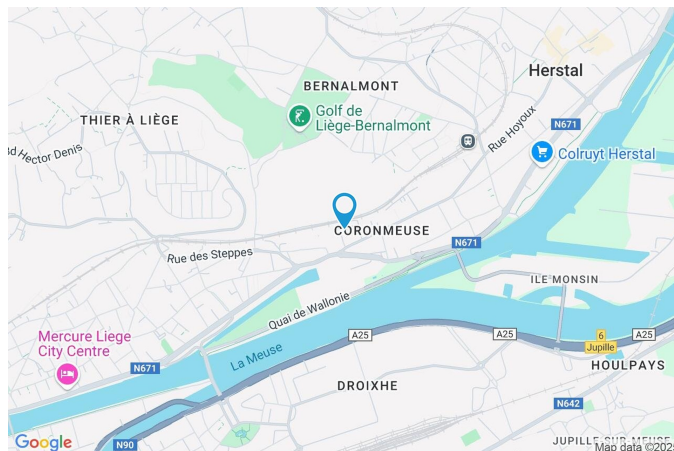 Herstal
BERNALMONT
N671
Golf de
Liège-Bernalmont
THIER À LIÈGE
Rue Hoyoux
Bd Hector Denis
Colruyt Herstal
CORONMEUSE
N671
Rue des Steppes
ILE MONSIN
Quai de Wallonie
Mercure Liege
City Centre
A25
6
A25
Jupille
La Meuse
N671
HOULPAYS
DROIXHE
N642
N90
JUPILLE-SUR-MEUSE
Google
Map data ©2025